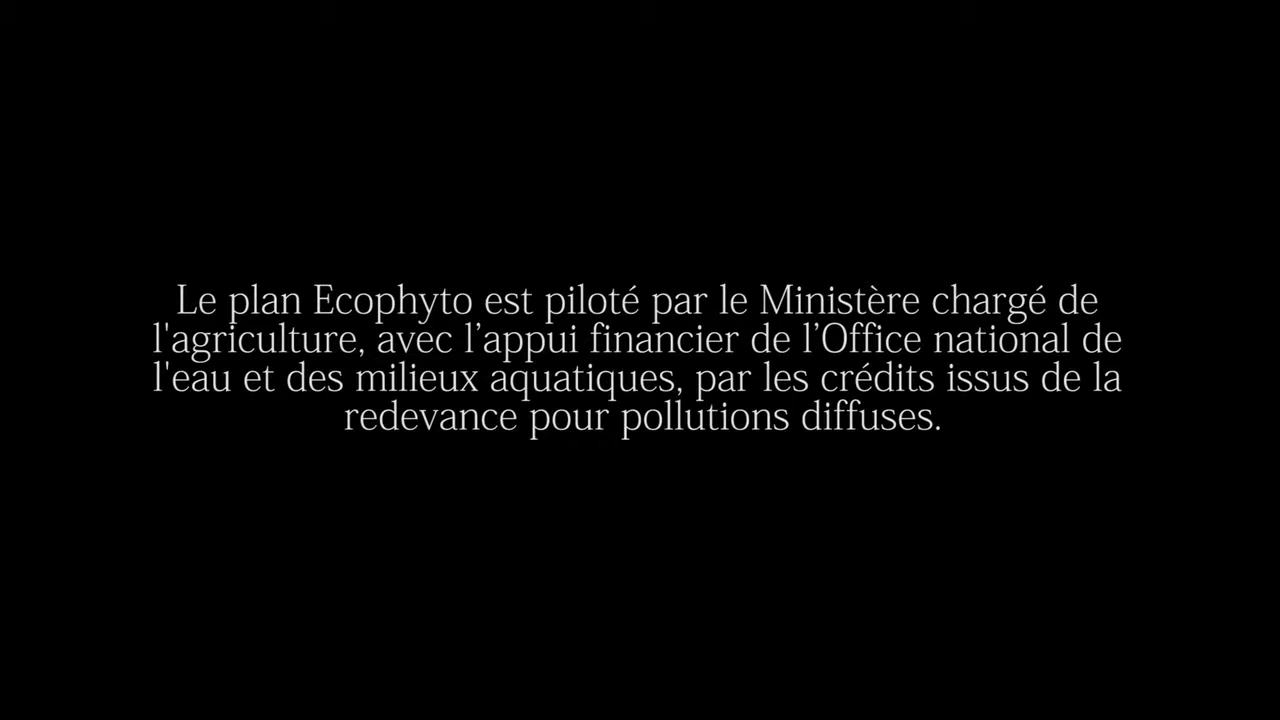 Le plan Ecophyto est piloté par le Ministère chargé de
l'agriculture, avec l’appui financier de l’Office national de
l'eau et des milieux aquatiques, par les crédits issus de la
redevance pour pollutions diffuses.